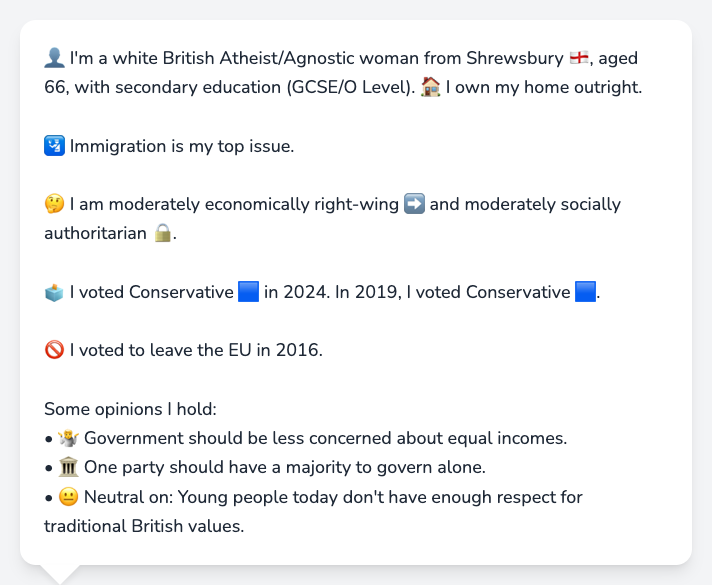 👤 I'm a white British Atheist/Agnostic woman from Shrewsbury 🏴󠁧󠁢󠁥󠁮󠁧󠁿, aged
66, with secondary education (GCSE/O Level). 🏠 I own my home outright.
🛂 Immigration is my top issue.
🤔 I am moderately economically right-wing ➡️ and moderately socially
authoritarian 🔒.
🗳️ I voted Conservative 🟦 in 2024. In 2019, I voted Conservative 🟦.
🚫 I voted to leave the EU in 2016.
Some opinions I hold:
• 🤷 Government should be less concerned about equal incomes.
• 🏛️ One party should have a majority to govern alone.
• 😐 Neutral on: Young people today don't have enough respect for
traditional British values.